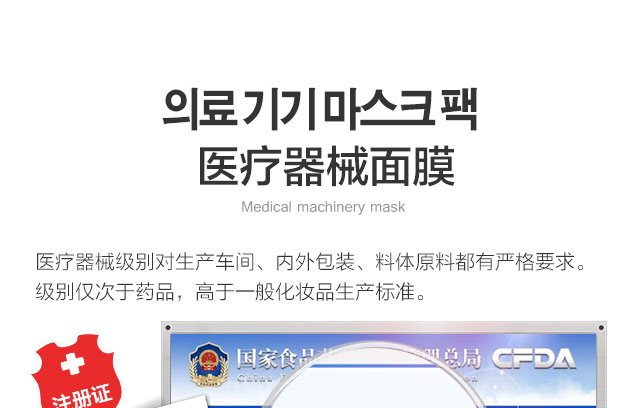 의료기기마스크팩
医疗器械面膜
Medical machinery mask
医疗器械级别对生产车间、内外包装、料体原料都有严格要求。
级别仅次于药品，高于一般化妆品生产标准。
国家食品 总局 CFDA
China
注册证